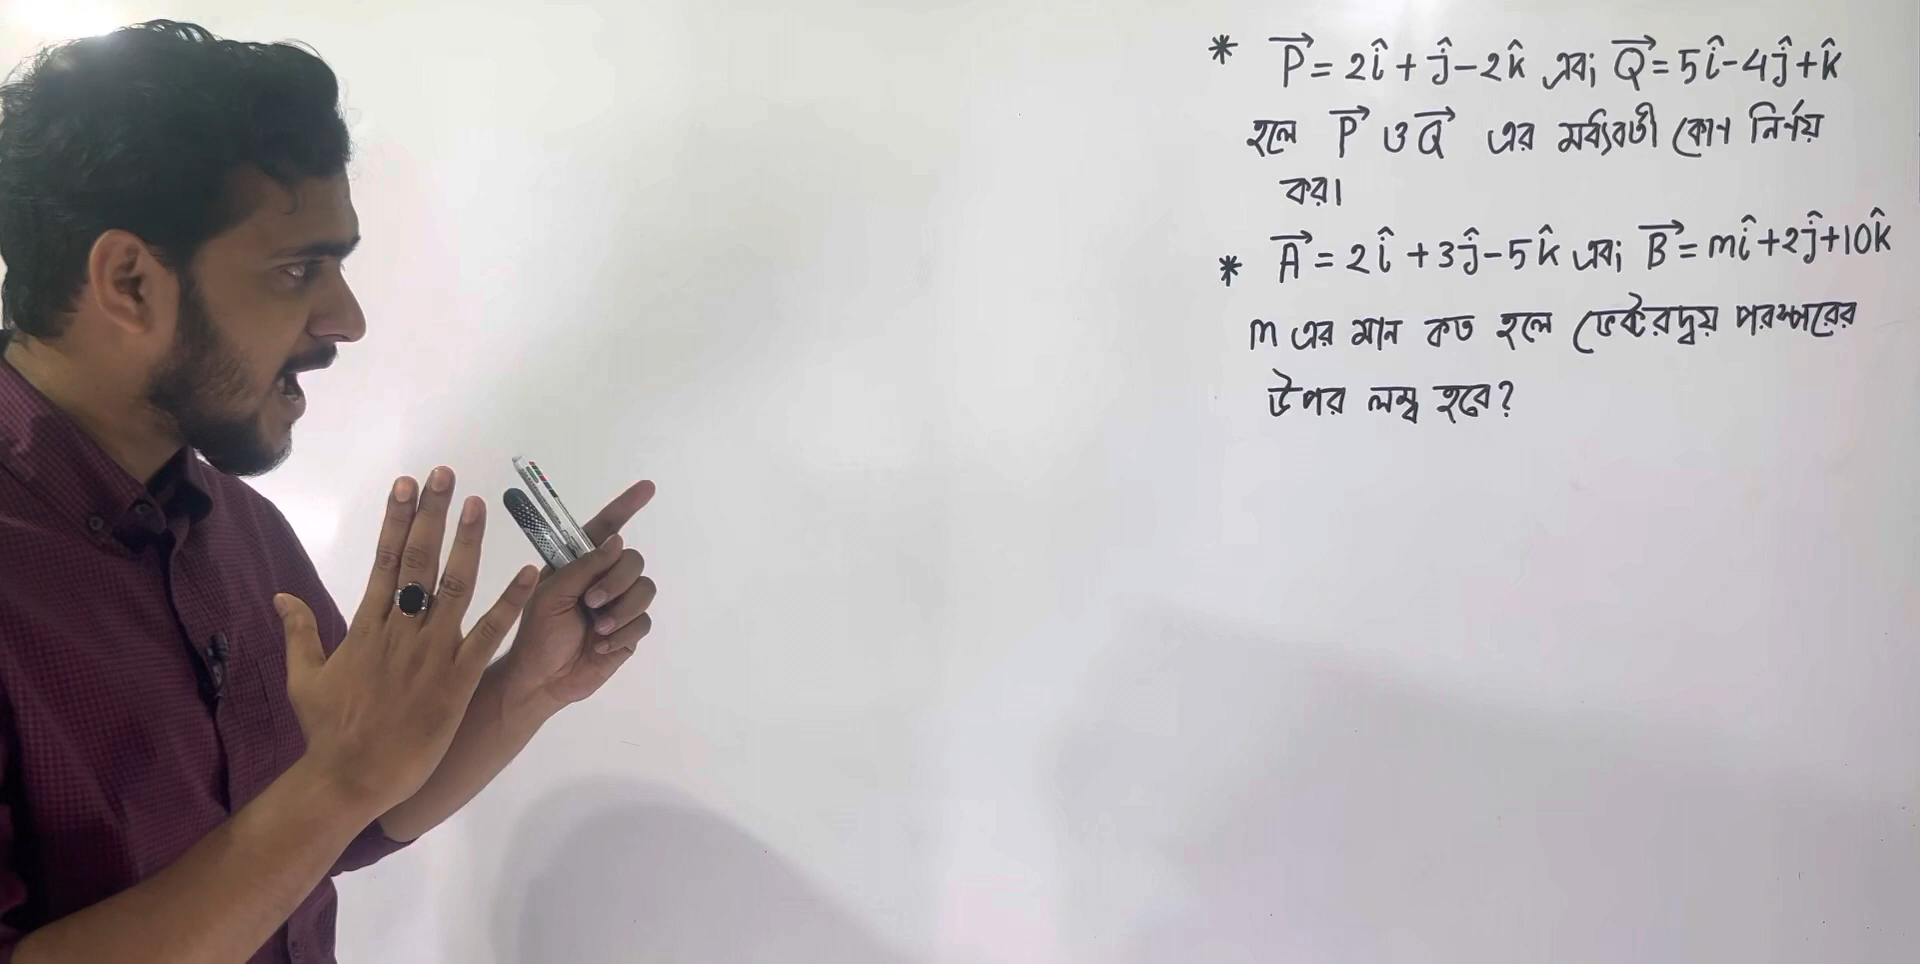 * P⃗ = 2î + ĵ - 2k̂ এবং Q⃗ = 5î - 4ĵ + k̂
হলে P⃗ ও Q⃗ এর মধ্যবর্তী কোণ নির্ণয়
কর।
* A⃗ = 2î + 3ĵ - 5k̂ এবং B⃗ = mî + 2ĵ + 10k̂
m এর মান কত হলে ভেক্টরদ্বয় পরস্পরের
উপর লম্ব হবে?